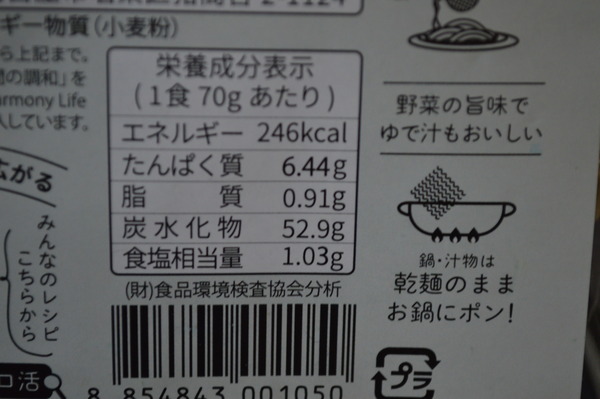 2-1124
ギー物質(小麦粉)
ら上記まで。
の調和」を
armony Life
しています。
広がる
みんなのレシピ
こちらから
口活
栄養成分表示
(1食 70g あたり)
エネルギー 246kcal
たんぱく質 6.44g
脂質 0.91g
炭水化物 52.9g
食塩相当量 1.03g
(財)食品環境検査協会分析
8 854843 001050
野菜の旨味で
ゆで汁もおいしい
鍋・汁物は
乾麺のまま
お鍋にポン!
プラ